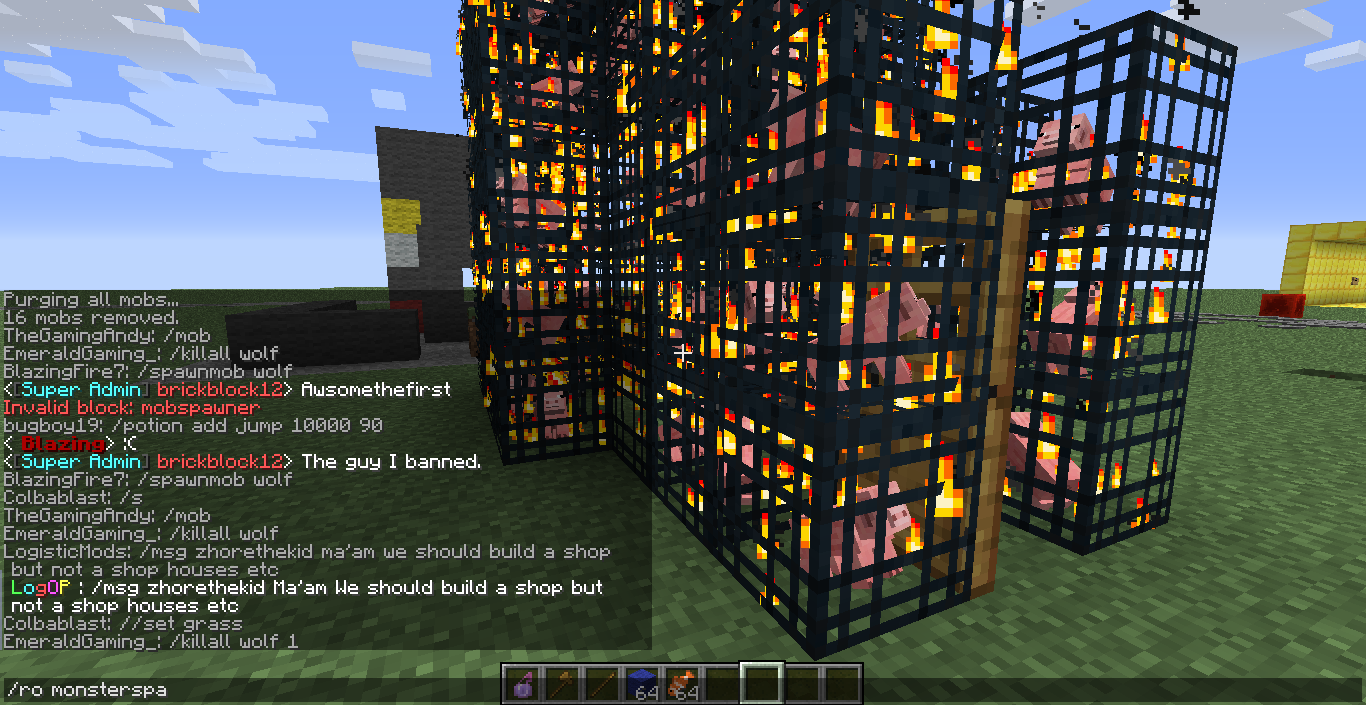 Purging all mobs...
16 mobs removed.
TheGamingAndy: /mob
EmeraldGaming_: /killall wolf
BlazingFire7: /spawnmob wolf
<[Super Admin] brickblock12> Awsomethefirst
Invalid block: mobspawner
bugboy19: /potion add jump 10000 90
< Blazing> :(
<[Super Admin] brickblock12> The guy I banned.
BlazingFire7: /spawnmob wolf
Colbablast: /s
TheGamingAndy: /mob
EmeraldGaming_: /killall wolf
LogisticMods: /msg zhorethekid ma'am we should build a shop
but not a shop houses etc
LogOP : /msg zhorethekid Ma'am We should build a shop but
not a shop houses etc
Colbablast: //set grass
EmeraldGaming_: /killall wolf 1
/ro monsterspa
64
64